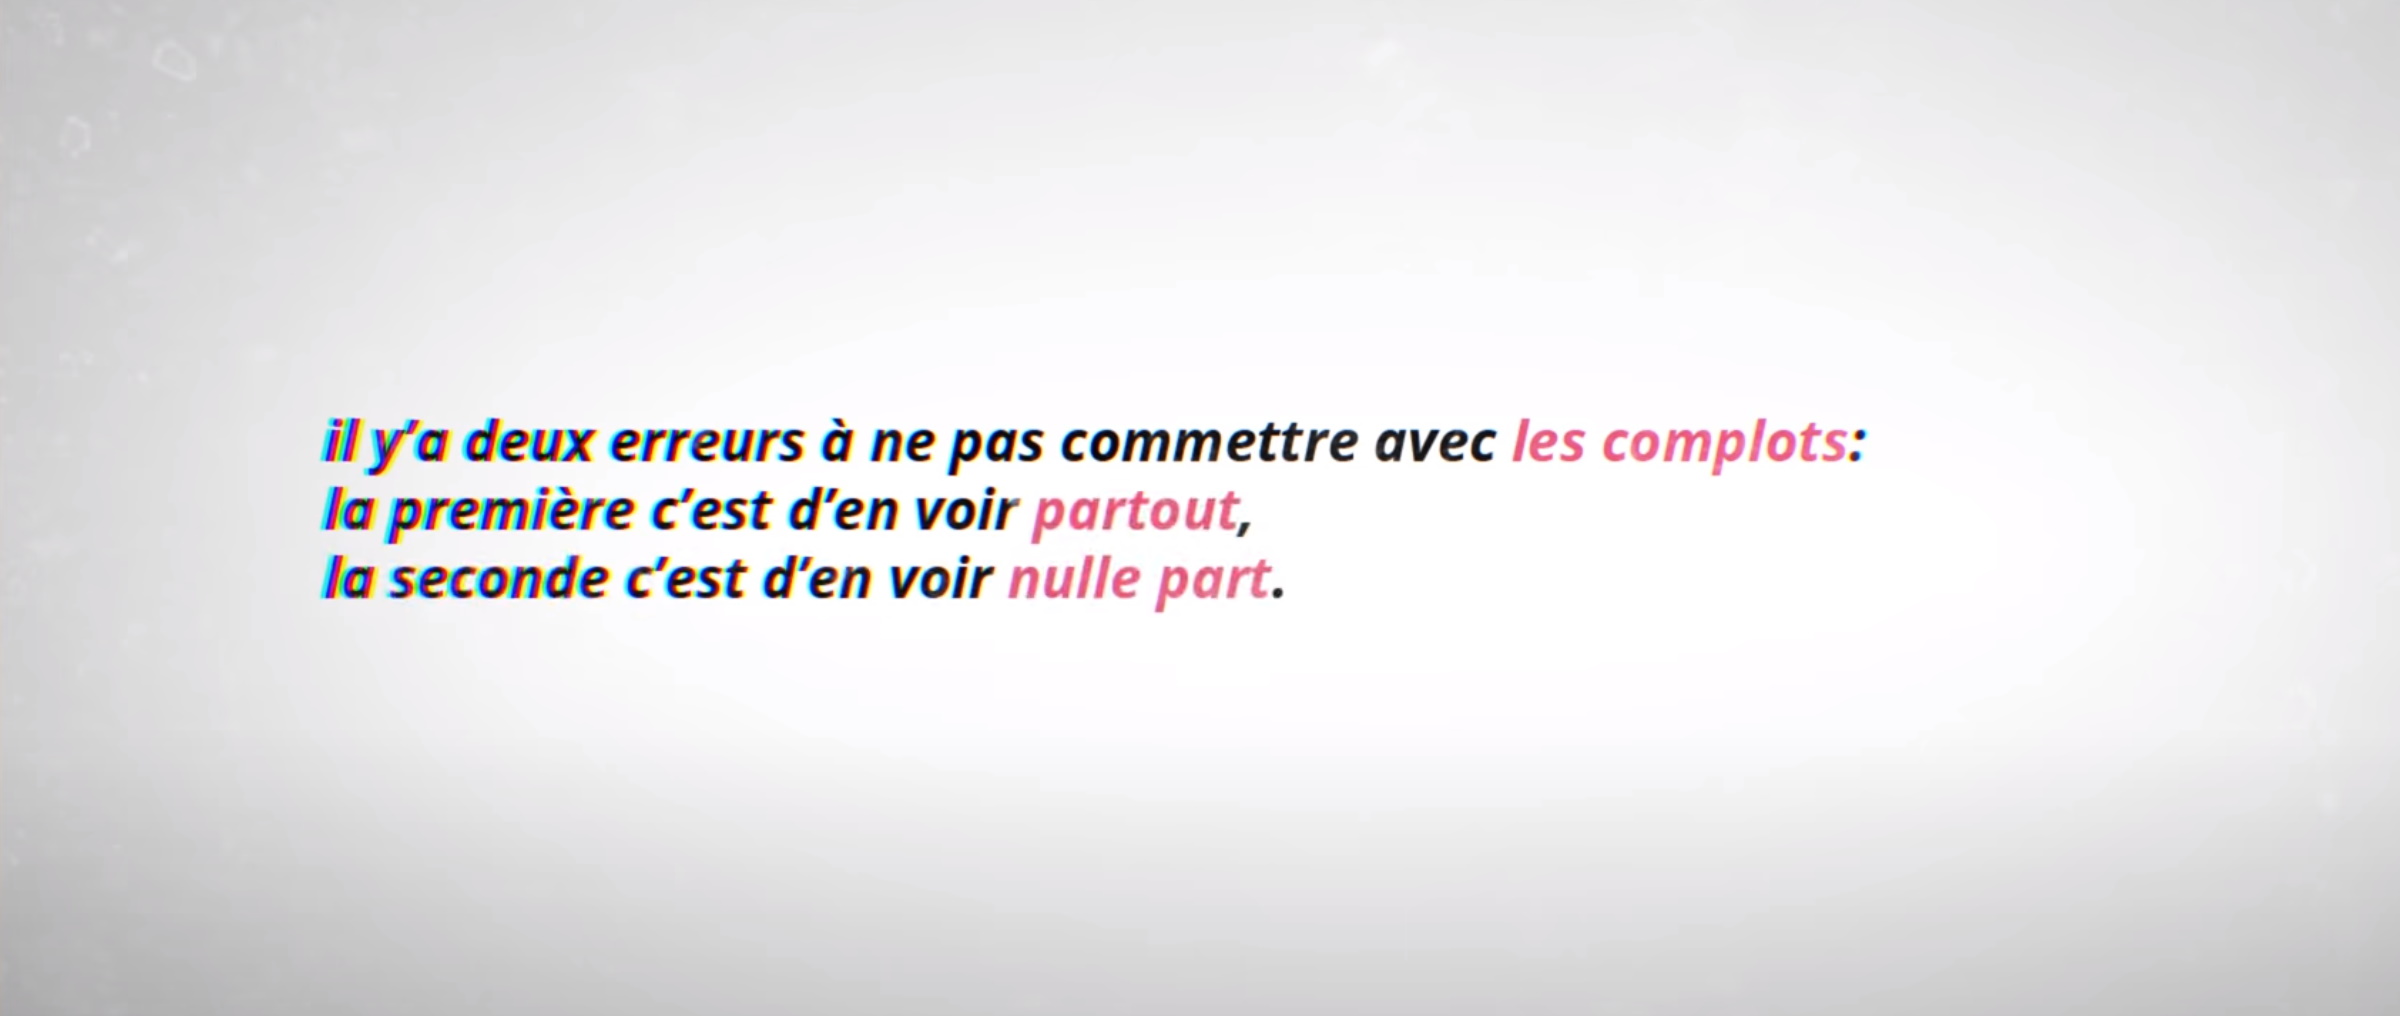 il y’a deux erreurs à ne pas commettre avec les complots:
la première c’est d’en voir partout,
la seconde c’est d’en voir nulle part.